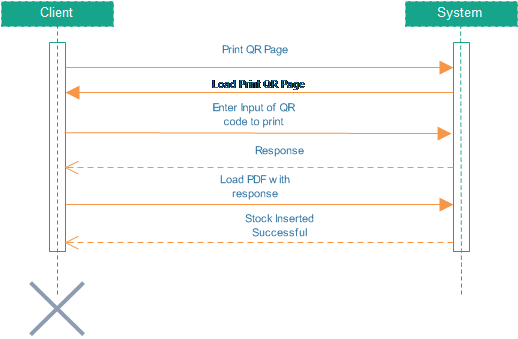 Client
System
Print QR Page
Load Print QR Page
Enter Input of QR
code to print
Response
Load PDF with
response
Stock Inserted
Successful